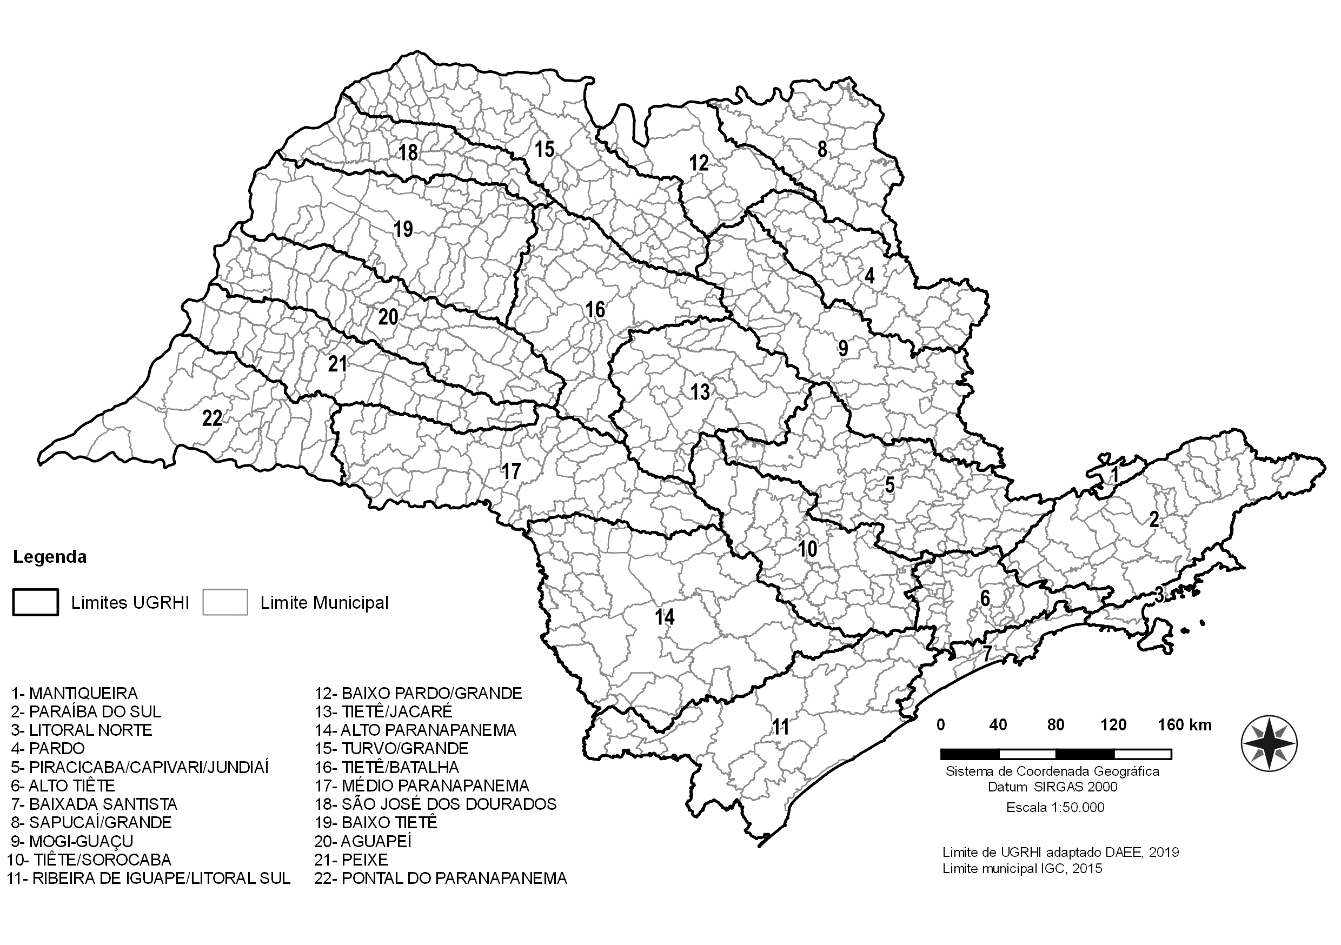 15
18
12
8
19
4
20
16
9
21
13
22
17
5
1
2
10
14
6
3
7
11
Legenda
Limites UGRHI
Limite Municipal
1- MANTIQUEIRA
2- PARAÍBA DO SUL
3- LITORAL NORTE
4- PARDO
5- PIRACICABA/CAPIVARI/JUNDIAÍ
6- ALTO TIÊTE
7- BAIXADA SANTISTA
8- SAPUCAÍ/GRANDE
9- MOGI-GUAÇU
10- TIÊTE/SOROCABA
11- RIBEIRA DE IGUAPE/LITORAL SUL
12- BAIXO PARDO/GRANDE
13- TIETÊ/JACARÉ
14- ALTO PARANAPANEMA
15- TURVO/GRANDE
16- TIETÊ/BATALHA
17- MÉDIO PARANAPANEMA
18- SÃO JOSÉ DOS DOURADOS
19- BAIXO TIETÊ
20- AGUAPEÍ
21- PEIXE
22- PONTAL DO PARANAPANEMA
0 40 80 120 160 km
Sistema de Coordenada Geográfica
Datum SIRGAS 2000
Escala 1:50.000
Limite de UGRHI adaptado DAEE, 2019
Limite municipal IGC, 2015